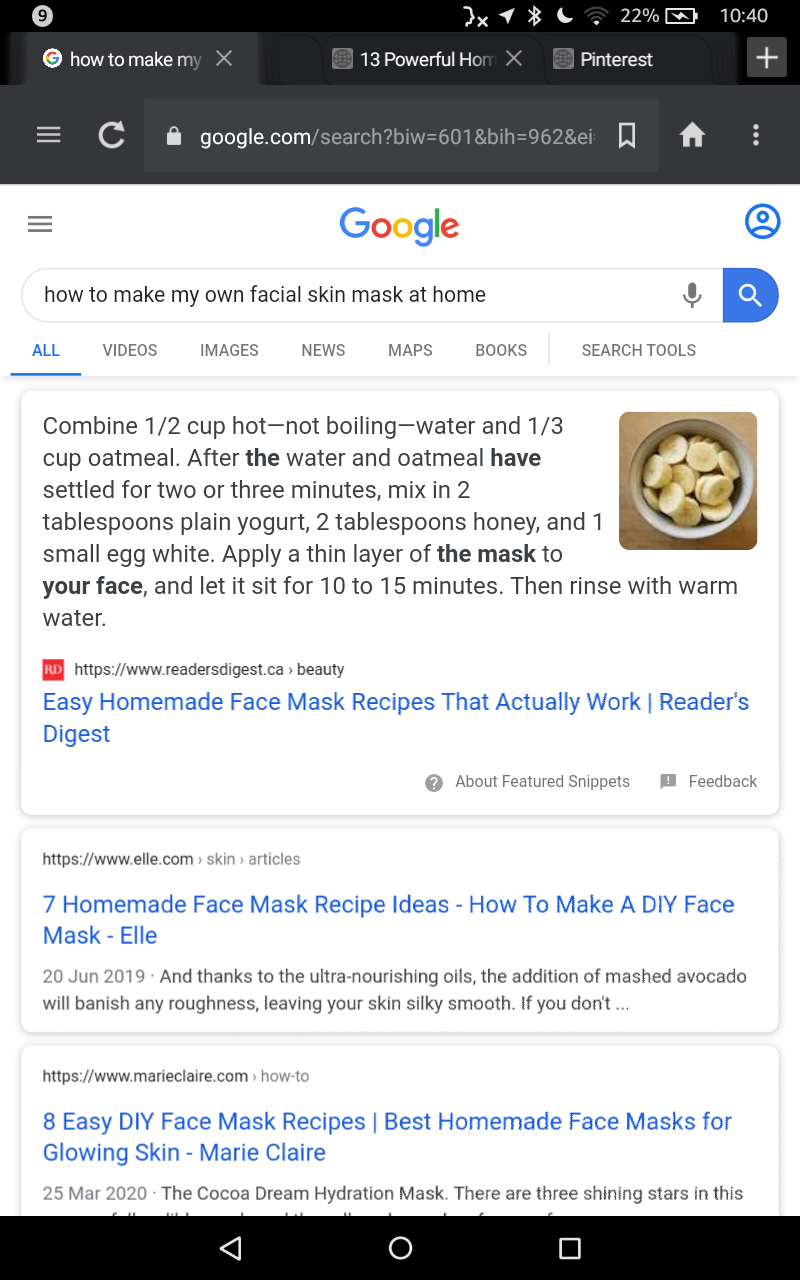 9
22%
10:40
how to make my
13 Powerful Hom
Pinterest
google.com/search?biw=601&bih=962&ei
Google
how to make my own facial skin mask at home
ALL
VIDEOS
IMAGES
NEWS
MAPS
BOOKS
SEARCH TOOLS
Combine 1/2 cup hot—not boiling—water and 1/3
cup oatmeal. After the water and oatmeal have
settled for two or three minutes, mix in 2
tablespoons plain yogurt, 2 tablespoons honey, and 1
small egg white. Apply a thin layer of the mask to
your face, and let it sit for 10 to 15 minutes. Then rinse with warm
water.
RD https://www.readersdigest.ca › beauty
Easy Homemade Face Mask Recipes That Actually Work | Reader's
Digest
About Featured Snippets
Feedback
https://www.elle.com › skin › articles
7 Homemade Face Mask Recipe Ideas - How To Make A DIY Face
Mask - Elle
20 Jun 2019 · And thanks to the ultra-nourishing oils, the addition of mashed avocado
will banish any roughness, leaving your skin silky smooth. If you don't ...
https://www.marieclaire.com › how-to
8 Easy DIY Face Mask Recipes | Best Homemade Face Masks for
Glowing Skin - Marie Claire
25 Mar 2020 · The Cocoa Dream Hydration Mask. There are three shining stars in this